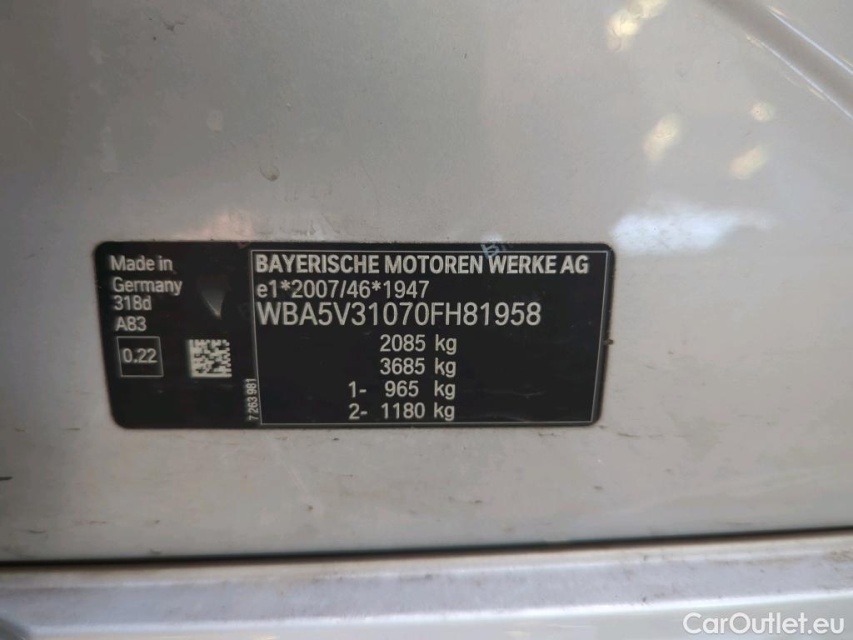 Made in
Germany
318d
A83
0.22
7 263 981
BAYERISCHE MOTOREN WERKE AG
e1*2007/46*1947
WBA5V31070FH81958
2085 kg
3685 kg
1- 965 kg
2- 1180 kg
CarOutlet.eu